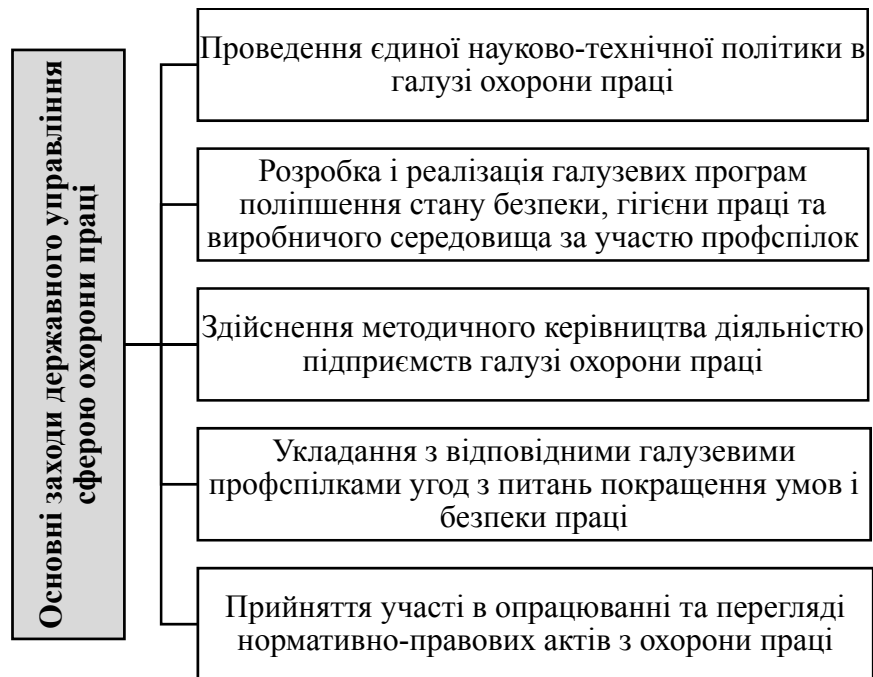 Основні заходи державного управління
сферою охорони праці
Проведення єдиної науково-технічної політики в
галузі охорони праці
Розробка і реалізація галузевих програм
поліпшення стану безпеки, гігієни праці та
виробничого середовища за участю профспілок
Здійснення методичного керівництва діяльністю
підприємств галузі охорони праці
Укладання з відповідними галузевими
профспілками угод з питань покращення умов і
безпеки праці
Прийняття участі в опрацюванні та перегляді
нормативно-правових актів з охорони праці